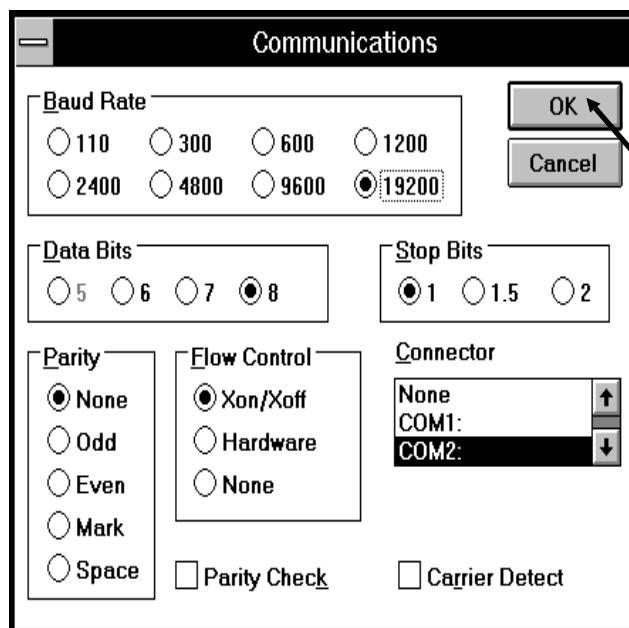 Communications
Baud Rate
110 300 600 1200
2400 4800 9600 19200
OK
Cancel
Data Bits
5 6 7 8
Stop Bits
1 1.5 2
Parity
None
Odd
Even
Mark
Space
Flow Control
Xon/Xoff
Hardware
None
Connector
None
COM1:
COM2:
Parity Check
Carrier Detect